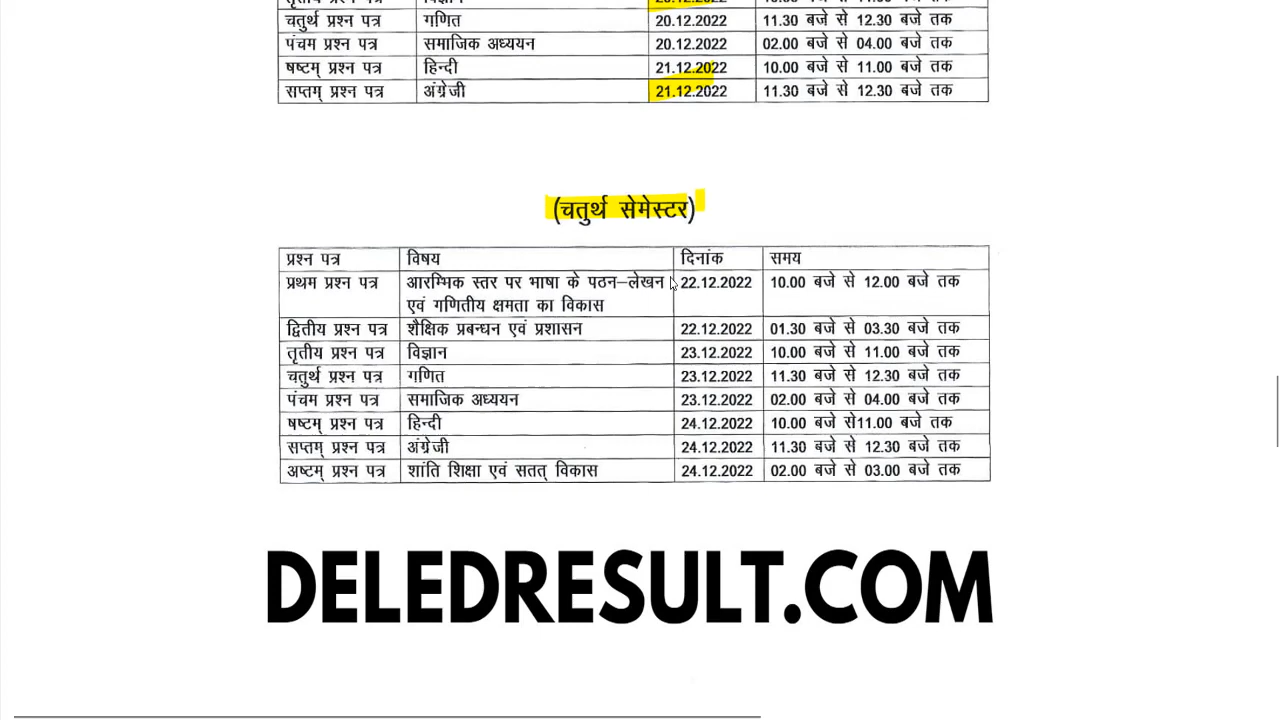 चतुर्थ प्रश्न पत्र गणित 20.12.2022 11.30 बजे से 12.30 बजे तक
पंचम प्रश्न पत्र समाजिक अध्ययन 20.12.2022 02.00 बजे से 04.00 बजे तक
षष्टम् प्रश्न पत्र हिन्दी 21.12.2022 10.00 बजे से 11.00 बजे तक
सप्तम् प्रश्न पत्र अंग्रेजी 21.12.2022 11.30 बजे से 12.30 बजे तक
(चतुर्थ सेमेस्टर)
प्रश्न पत्र विषय दिनांक समय
प्रथम प्रश्न पत्र आरम्भिक स्तर पर भाषा के पठन–लेखन 22.12.2022 10.00 बजे से 12.00 बजे तक
एवं गणितीय क्षमता का विकास
द्वितीय प्रश्न पत्र शैक्षिक प्रबन्धन एवं प्रशासन 22.12.2022 01.30 बजे से 03.30 बजे तक
तृतीय प्रश्न पत्र विज्ञान 23.12.2022 10.00 बजे से 11.00 बजे तक
चतुर्थ प्रश्न पत्र गणित 23.12.2022 11.30 बजे से 12.30 बजे तक
पंचम प्रश्न पत्र समाजिक अध्ययन 23.12.2022 02.00 बजे से 04.00 बजे तक
षष्टम् प्रश्न पत्र हिन्दी 24.12.2022 10.00 बजे से11.00 बजे तक
सप्तम् प्रश्न पत्र अंग्रेजी 24.12.2022 11.30 बजे से 12.30 बजे तक
अष्टम् प्रश्न पत्र शांति शिक्षा एवं सतत् विकास 24.12.2022 02.00 बजे से 03.00 बजे तक
DELEDRESULT.COM